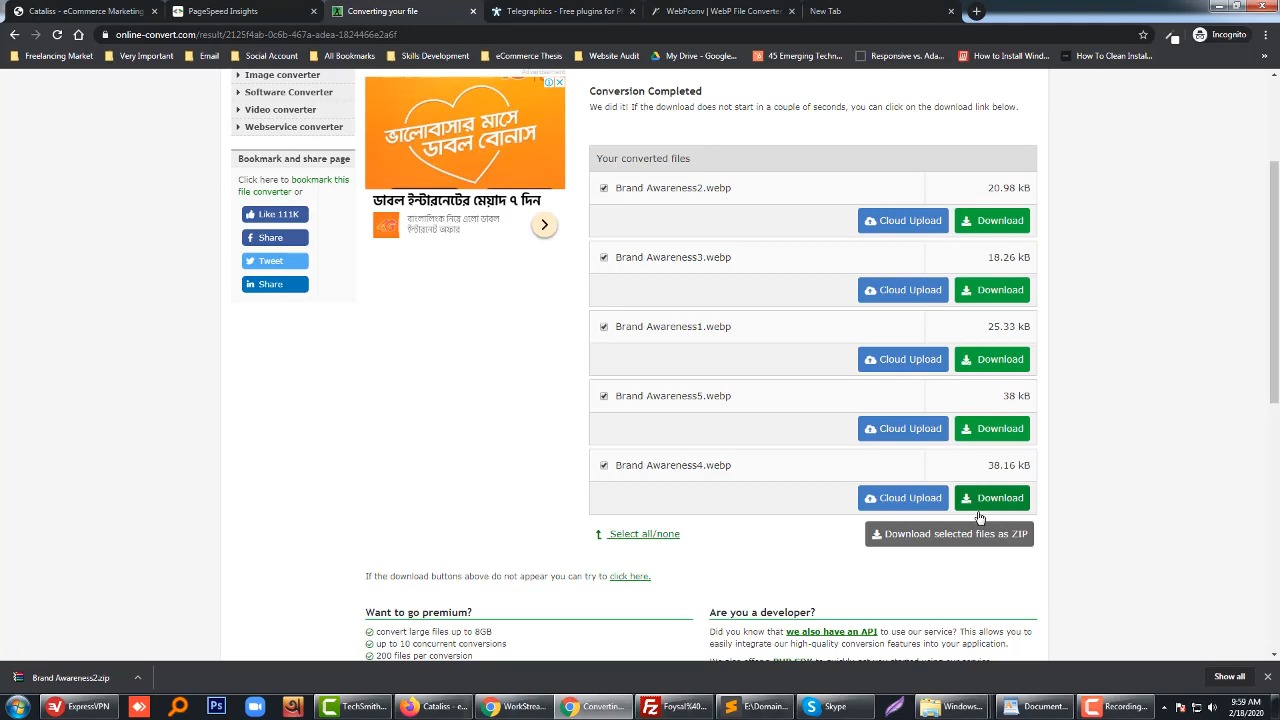 Cataliss - eCommerce Marketing
PageSpeed Insights
Converting your file
Telegraphics - Free plugins for P
WebPconv | WebP File Converter
New Tab
online-convert.com/result/2125f4ab-0c6b-467a-adea-1824466e2a6f
Incognito
Freelancing Market
Very Important
Email
Social Account
All Bookmarks
Skills Development
eCommerce Thesis
Website Audit
My Drive - Google...
45 Emerging Techn...
Responsive vs. Adap...
How to Install Wind...
How To Clean Instal...
Image converter
Software Converter
Video converter
Webservice converter
Bookmark and share page
Click here to bookmark this
file converter or
Like 111K
Share
Tweet
Share
Advertisement
ভালোবাসার মাসে
ডাবল বোনাস
ডাবল ইন্টারনেটের মেয়াদ ৭ দিন
4G
বাংলালিংক নিয়ে এলো ডাবল
ইন্টারনেট অফার
Conversion Completed
We did it! If the download does not start in a couple of seconds, you can click on the download link below.
Your converted files
Brand Awareness2.webp
20.98 kB
Cloud Upload
Download
Brand Awareness3.webp
18.26 kB
Cloud Upload
Download
Brand Awareness1.webp
25.33 kB
Cloud Upload
Download
Brand Awareness5.webp
38 kB
Cloud Upload
Download
Brand Awareness4.webp
38.16 kB
Cloud Upload
Download
Select all/none
Download selected files as ZIP
If the download buttons above do not appear you can try to click here.
Want to go premium?
convert large files up to 8GB
up to 10 concurrent conversions
200 files per conversion
Are you a developer?
Did you know that we also have an API to use our service? This allows you to
easily integrate our high-quality conversion features into your application.
Brand Awareness2zip
Show all
ExpressVPN
Ps
TechSmith...
Cataliss - e...
WorkStrea...
Convertin...
Foysal%40...
E:\Domain...
Skype
Windows...
Document...
Recording...
9:59 AM
2/18/2020